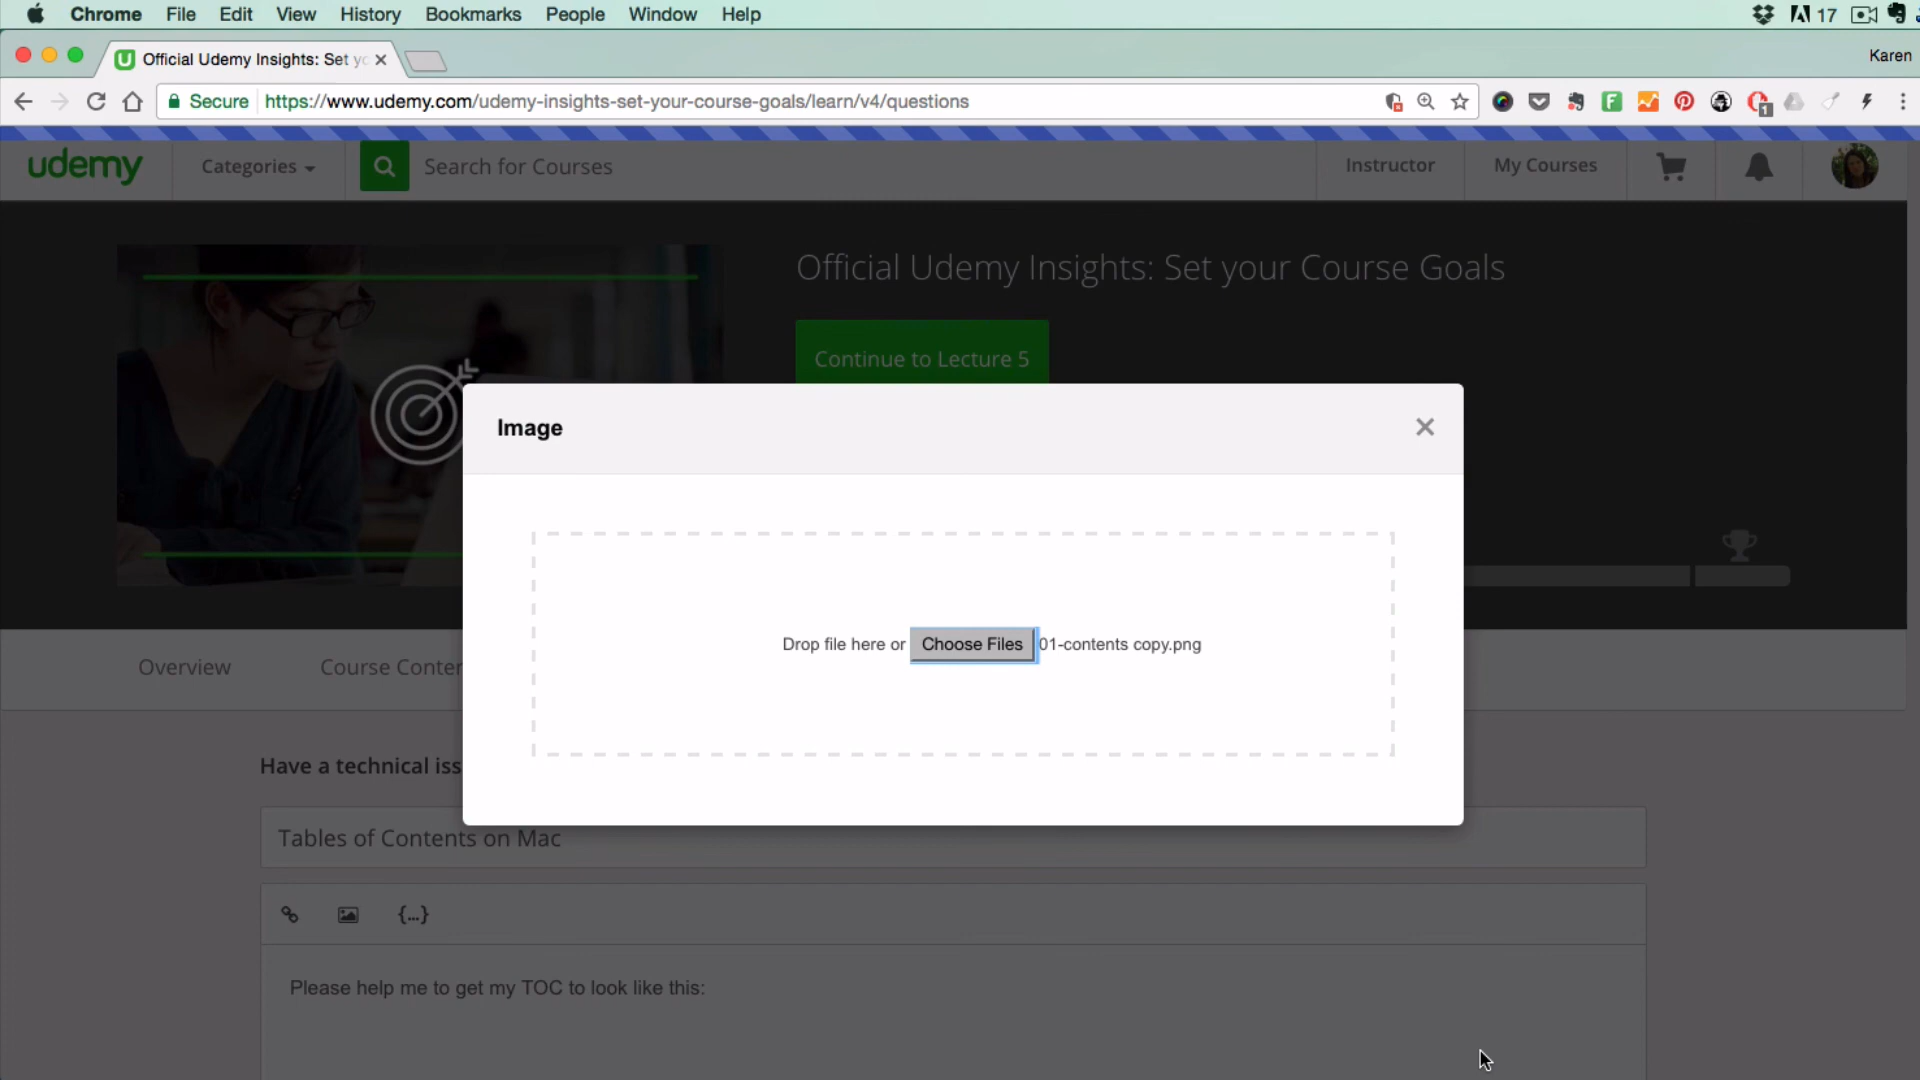 Chrome File Edit View History Bookmarks People Window Help 17
Official Udemy Insights: Set yo
Karen
Secure https://www.udemy.com/udemy-insights-set-your-course-goals/learn/v4/questions
1
udemy Categories Search for Courses Instructor My Courses
Official Udemy Insights: Set your Course Goals
Continue to Lecture 5
Image
Drop file here or Choose Files 01-contents copy.png
Overview Course Conten
Have a technical iss
Tables of Contents on Mac
{...}
Please help me to get my TOC to look like this: